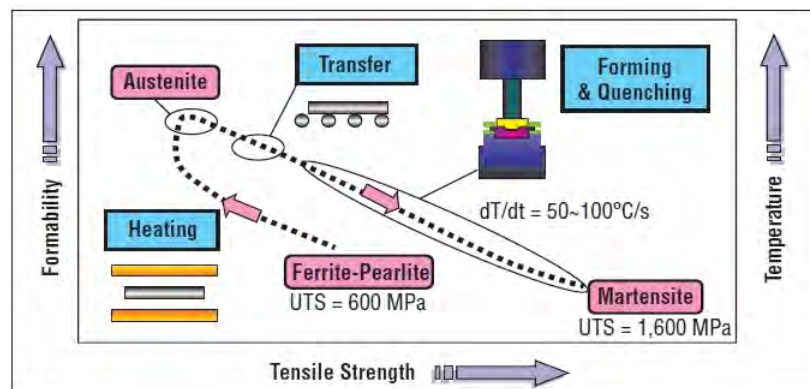 Formability
Austenite
Transfer
Forming
& Quenching
dT/dt = 50~100°C/s
Heating
Ferrite-Pearlite
UTS = 600 MPa
Martensite
UTS = 1,600 MPa
Temperature
Tensile Strength